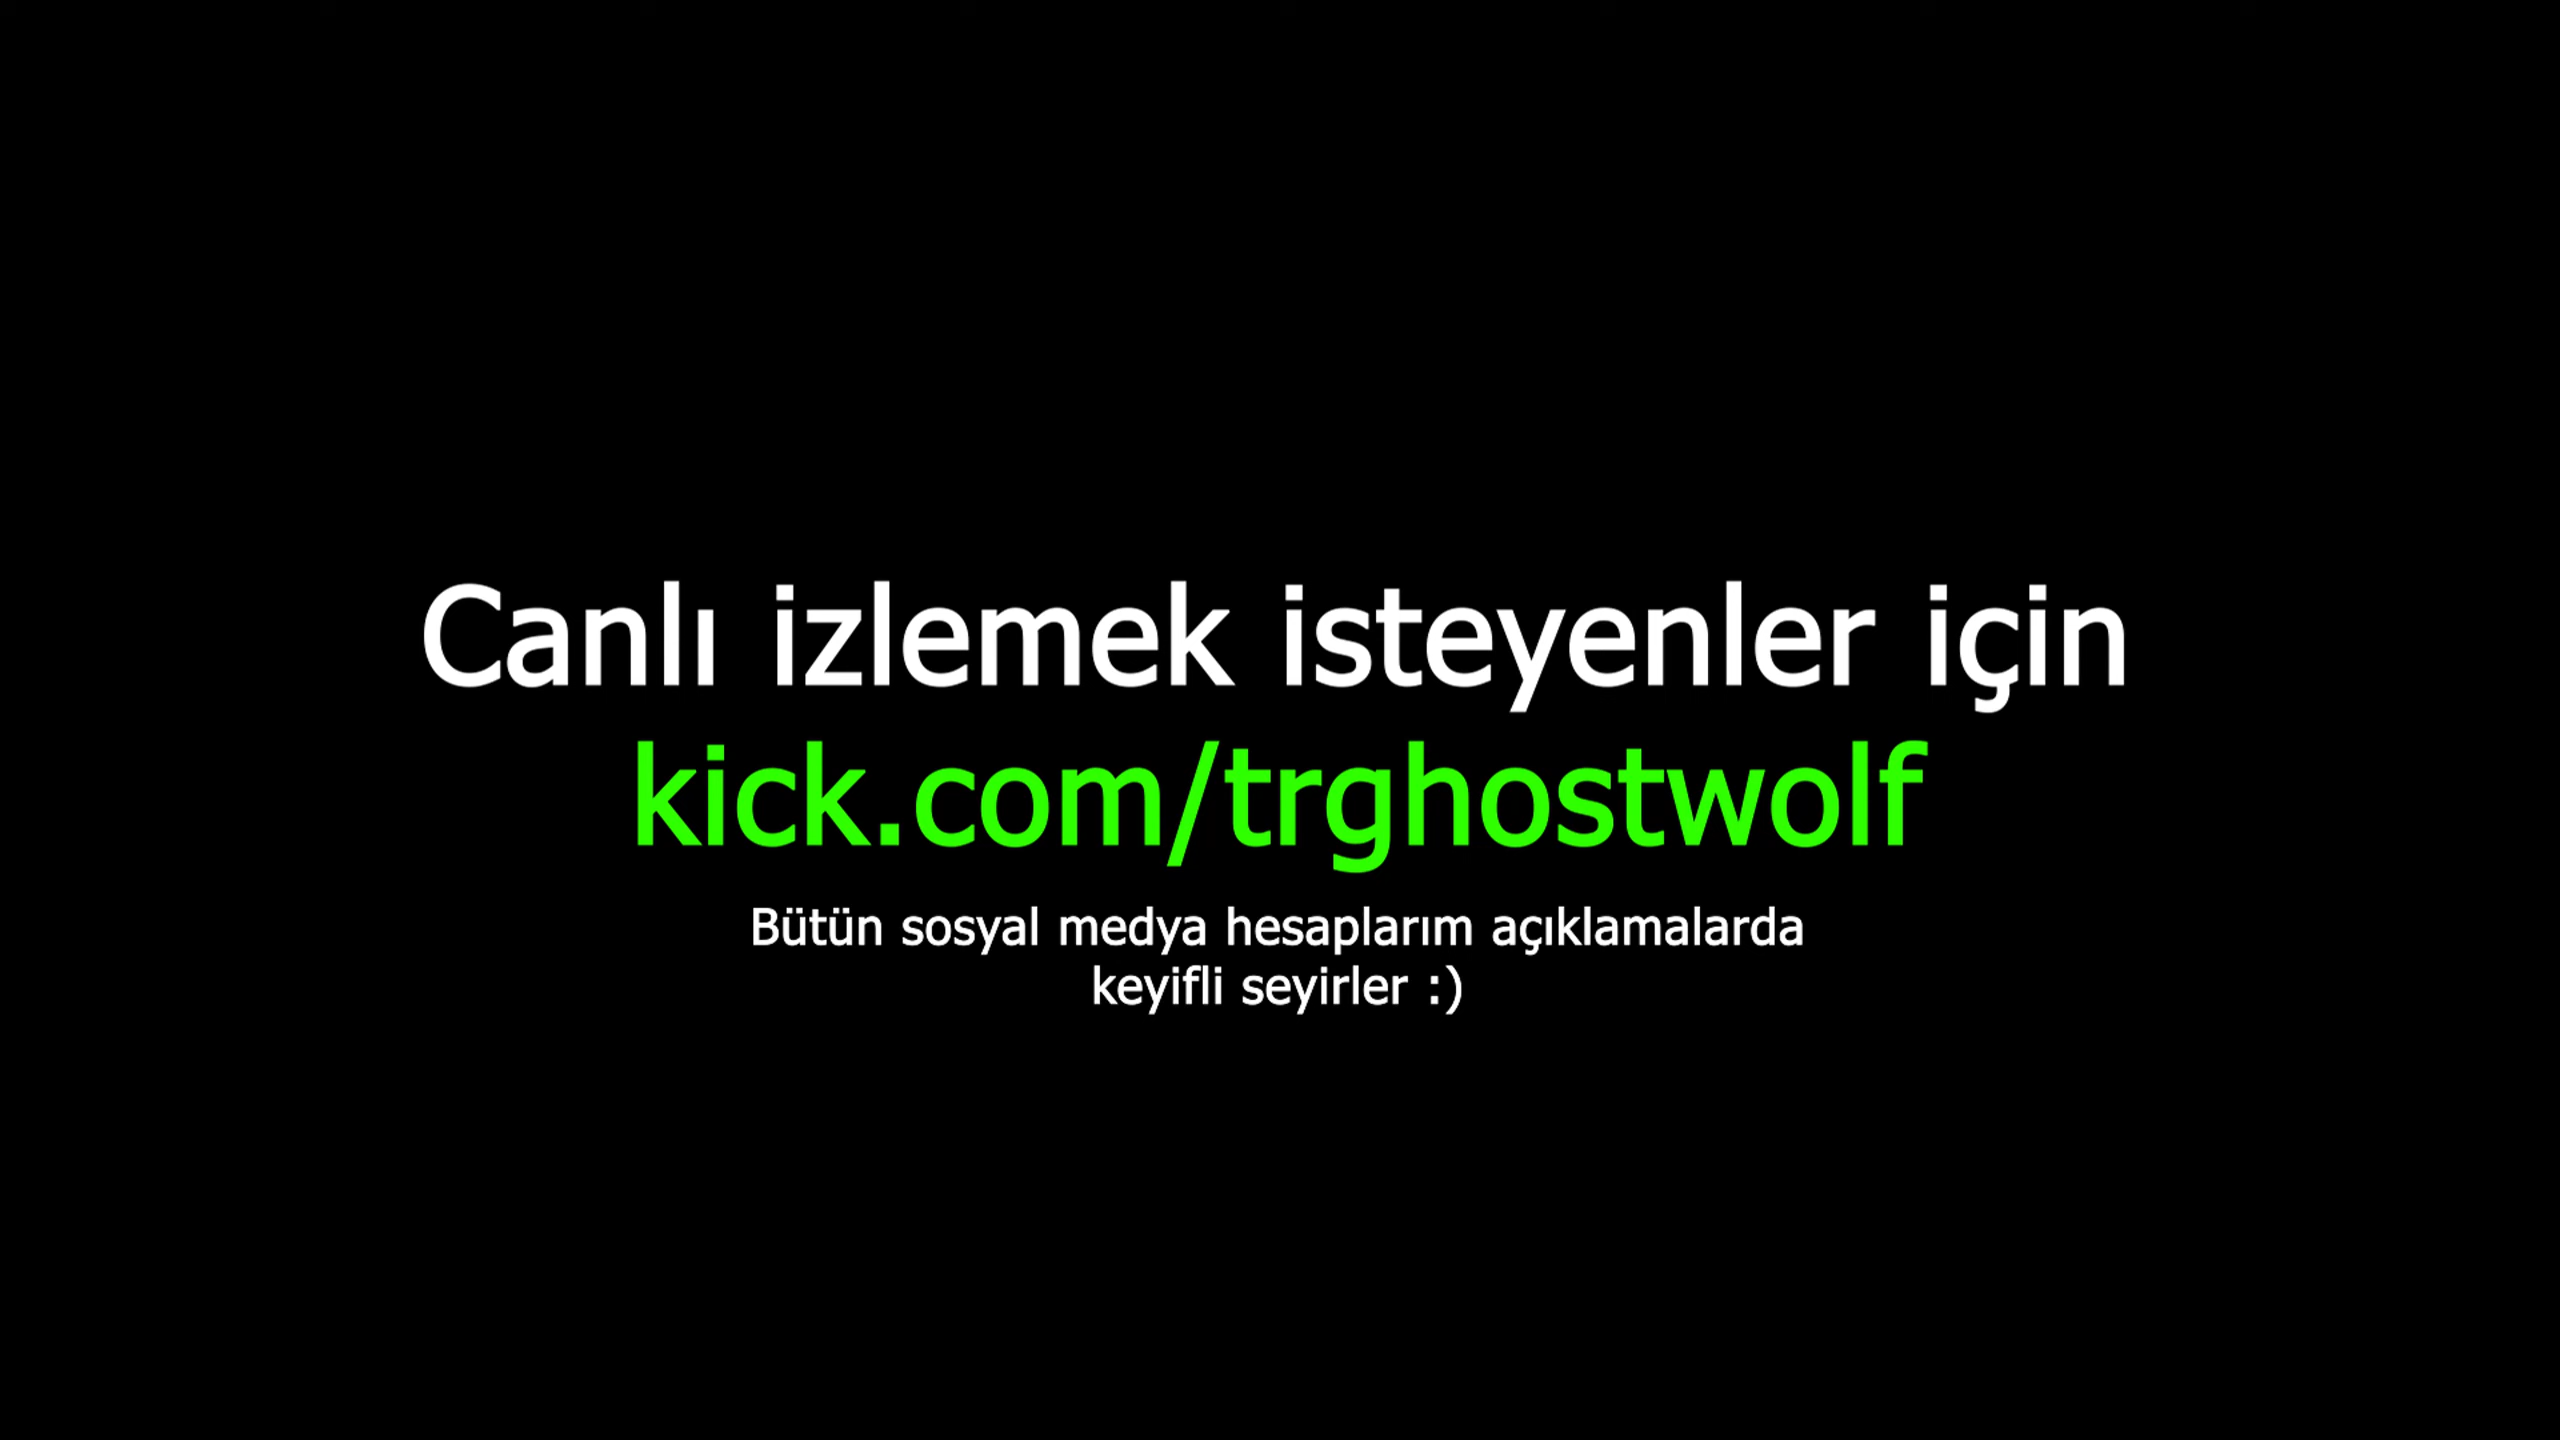 Canlı izlemek isteyenler için
kick.com/trghostwolf
Bütün sosyal medya hesaplarım açıklamalarda
keyifli seyirler :)